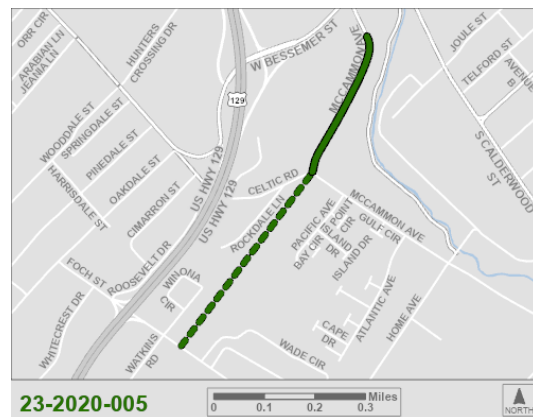 ORR CIR
ARABIAN LN
JEANIA LN
HUNTERS
CROSSING DR
W BESSEMER ST
MCCAMMON AVE
JOULE ST
TELFORD ST
AVENUE
B
129
WOODDALE ST
SPRINGDALE ST
PINEDALE ST
HARRISDALE ST
OAKDALE ST
CIMARRON ST
US HWY 129
US HWY 129
S CALDERWOOD
ST
CELTIC RD
ROCKDALE LN
MCCAMMON AVE
PACIFIC AVE
POINT
CIR
GULF CIR
ISLAND
DR
BAY CIR
ISLAND DR
FOCH ST
ROOSEVELT DR
WINONA
CIR
WHITECREST DR
WATKINS
RD
ATLANTIC AVE
HOME AVE
CAPE
DR
WADE CIR
23-2020-005
Miles
0 0.1 0.2 0.3
NORTH